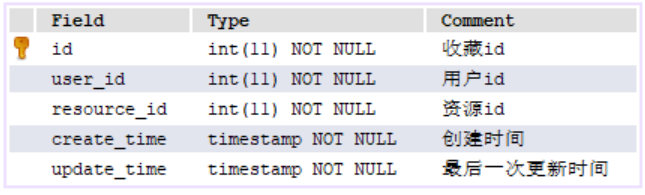 Field Type Comment
id int(11) NOT NULL 收藏id
user_id int(11) NOT NULL 用户id
resource_id int(11) NOT NULL 资源id
create_time timestamp NOT NULL 创建时间
update_time timestamp NOT NULL 最后一次更新时间